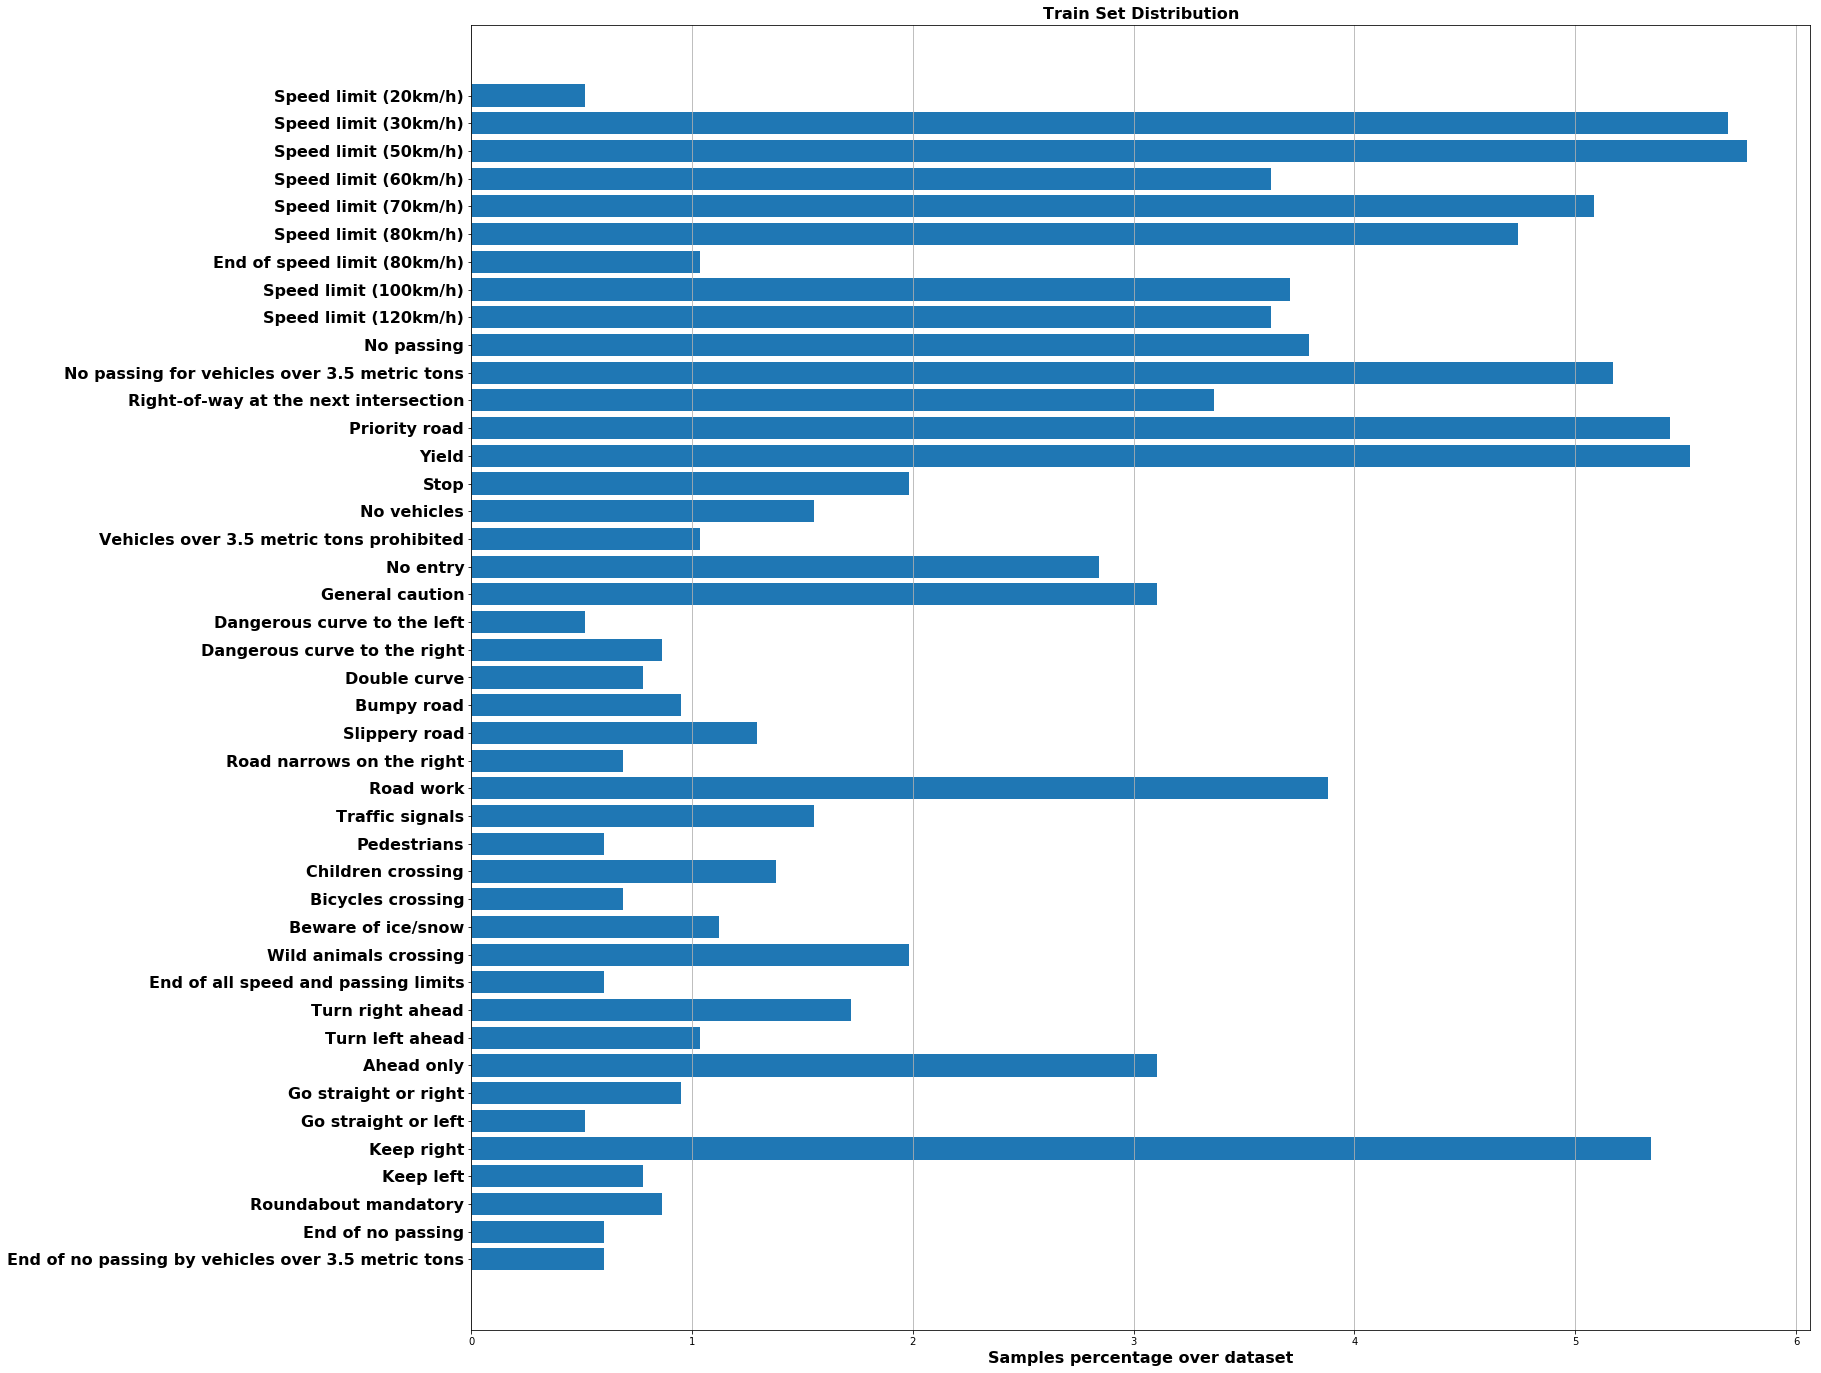 Train Set Distribution
Speed limit (20km/h)
Speed limit (30km/h)
Speed limit (50km/h)
Speed limit (60km/h)
Speed limit (70km/h)
Speed limit (80km/h)
End of speed limit (80km/h)
Speed limit (100km/h)
Speed limit (120km/h)
No passing
No passing for vehicles over 3.5 metric tons
Right-of-way at the next intersection
Priority road
Yield
Stop
No vehicles
Vehicles over 3.5 metric tons prohibited
No entry
General caution
Dangerous curve to the left
Dangerous curve to the right
Double curve
Bumpy road
Slippery road
Road narrows on the right
Road work
Traffic signals
Pedestrians
Children crossing
Bicycles crossing
Beware of ice/snow
Wild animals crossing
End of all speed and passing limits
Turn right ahead
Turn left ahead
Ahead only
Go straight or right
Go straight or left
Keep right
Keep left
Roundabout mandatory
End of no passing
End of no passing by vehicles over 3.5 metric tons
0 1 2 3 4 5 6
Samples percentage over dataset